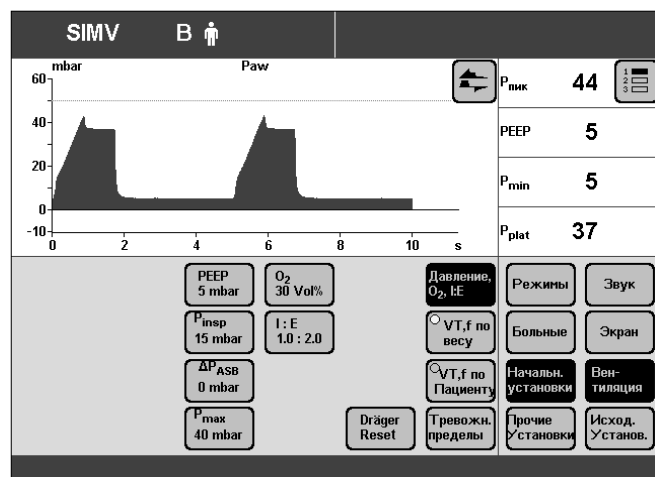 SIMV B
mbar Paw
60
40
20
0
-10
0 2 4 6 8 10 s
Pпик 44
1
2
3
PEEP 5
Pmin 5
Pplat 37
PEEP
5 mbar
O2
30 Vol%
Давление,
O2, I:E
Режимы
Звук
Pinsp
15 mbar
I : E
1.0 : 2.0
VT,f по
весу
Больные
Экран
ΔPASB
0 mbar
VT,f по
Пациенту
Начальн.
установки
Вен-
тиляция
Pmax
40 mbar
Dräger
Reset
Тревожн.
пределы
Прочие
Установки
Исход.
Установ.